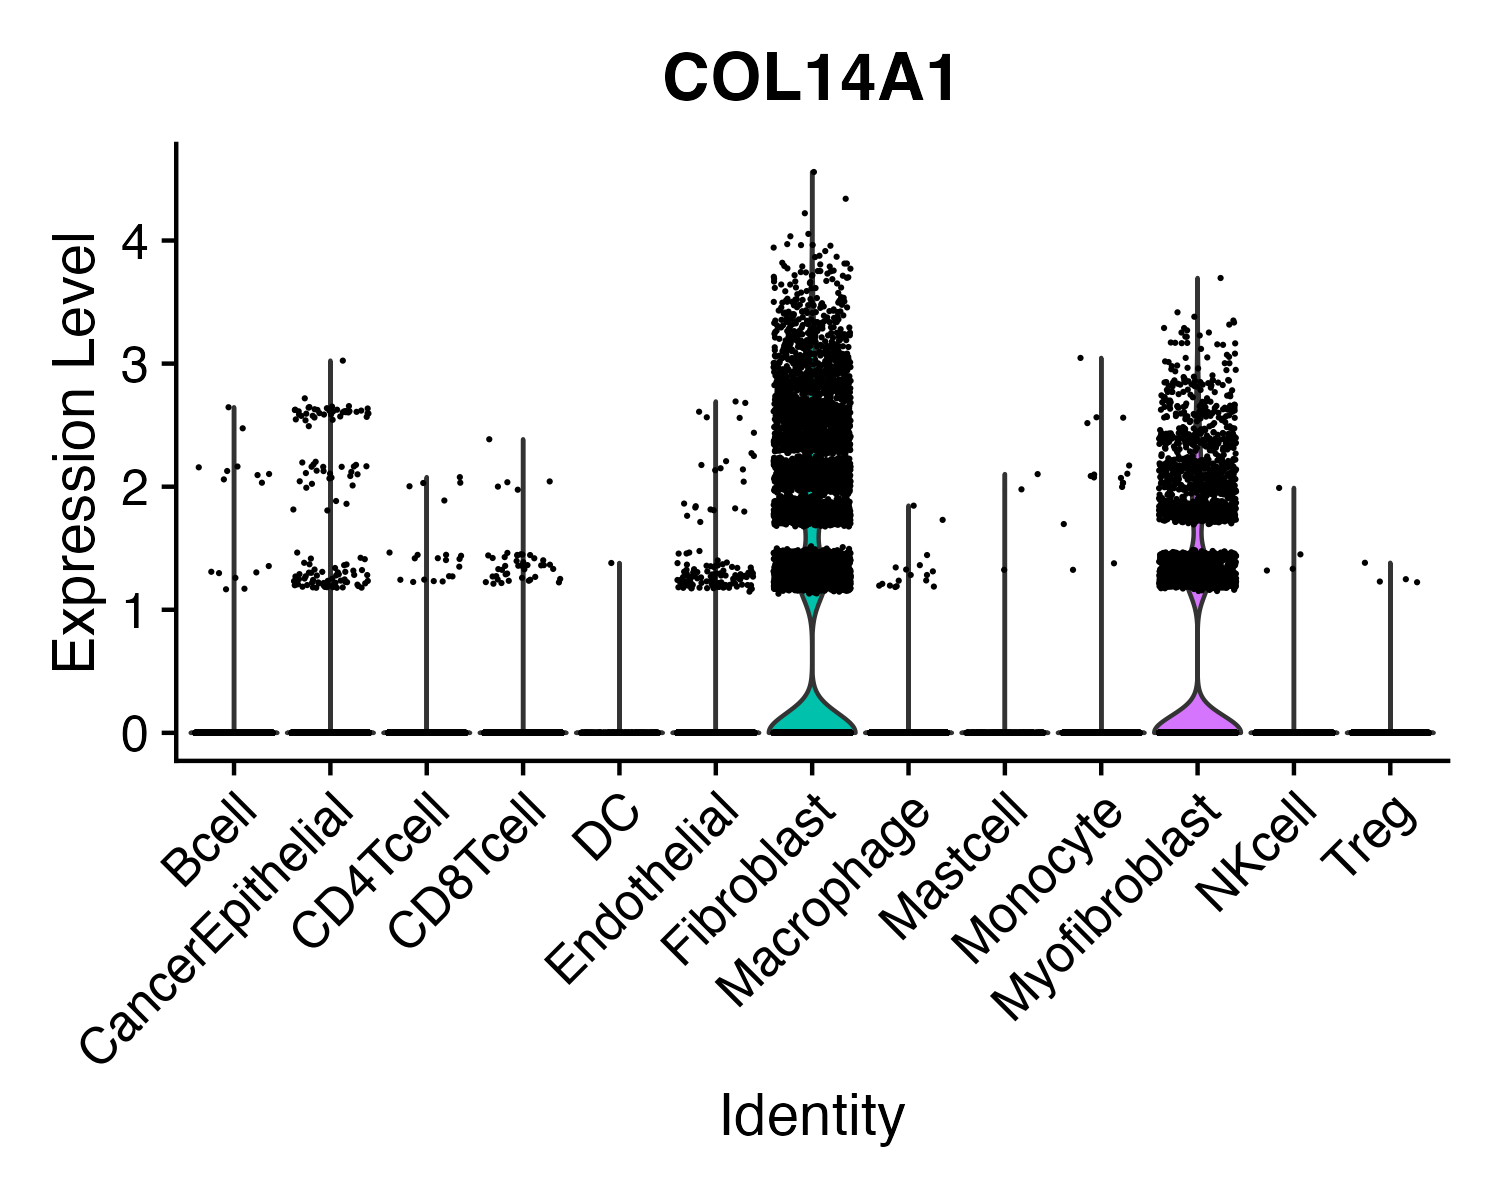 COL14A1
Expression Level
4
3
2
1
0
Bcell
CancerEpithelial
CD4Tcell
CD8Tcell
DC
Endothelial
Fibroblast
Macrophage
Mastcell
Monocyte
Myofibroblast
NKcell
Treg
Identity